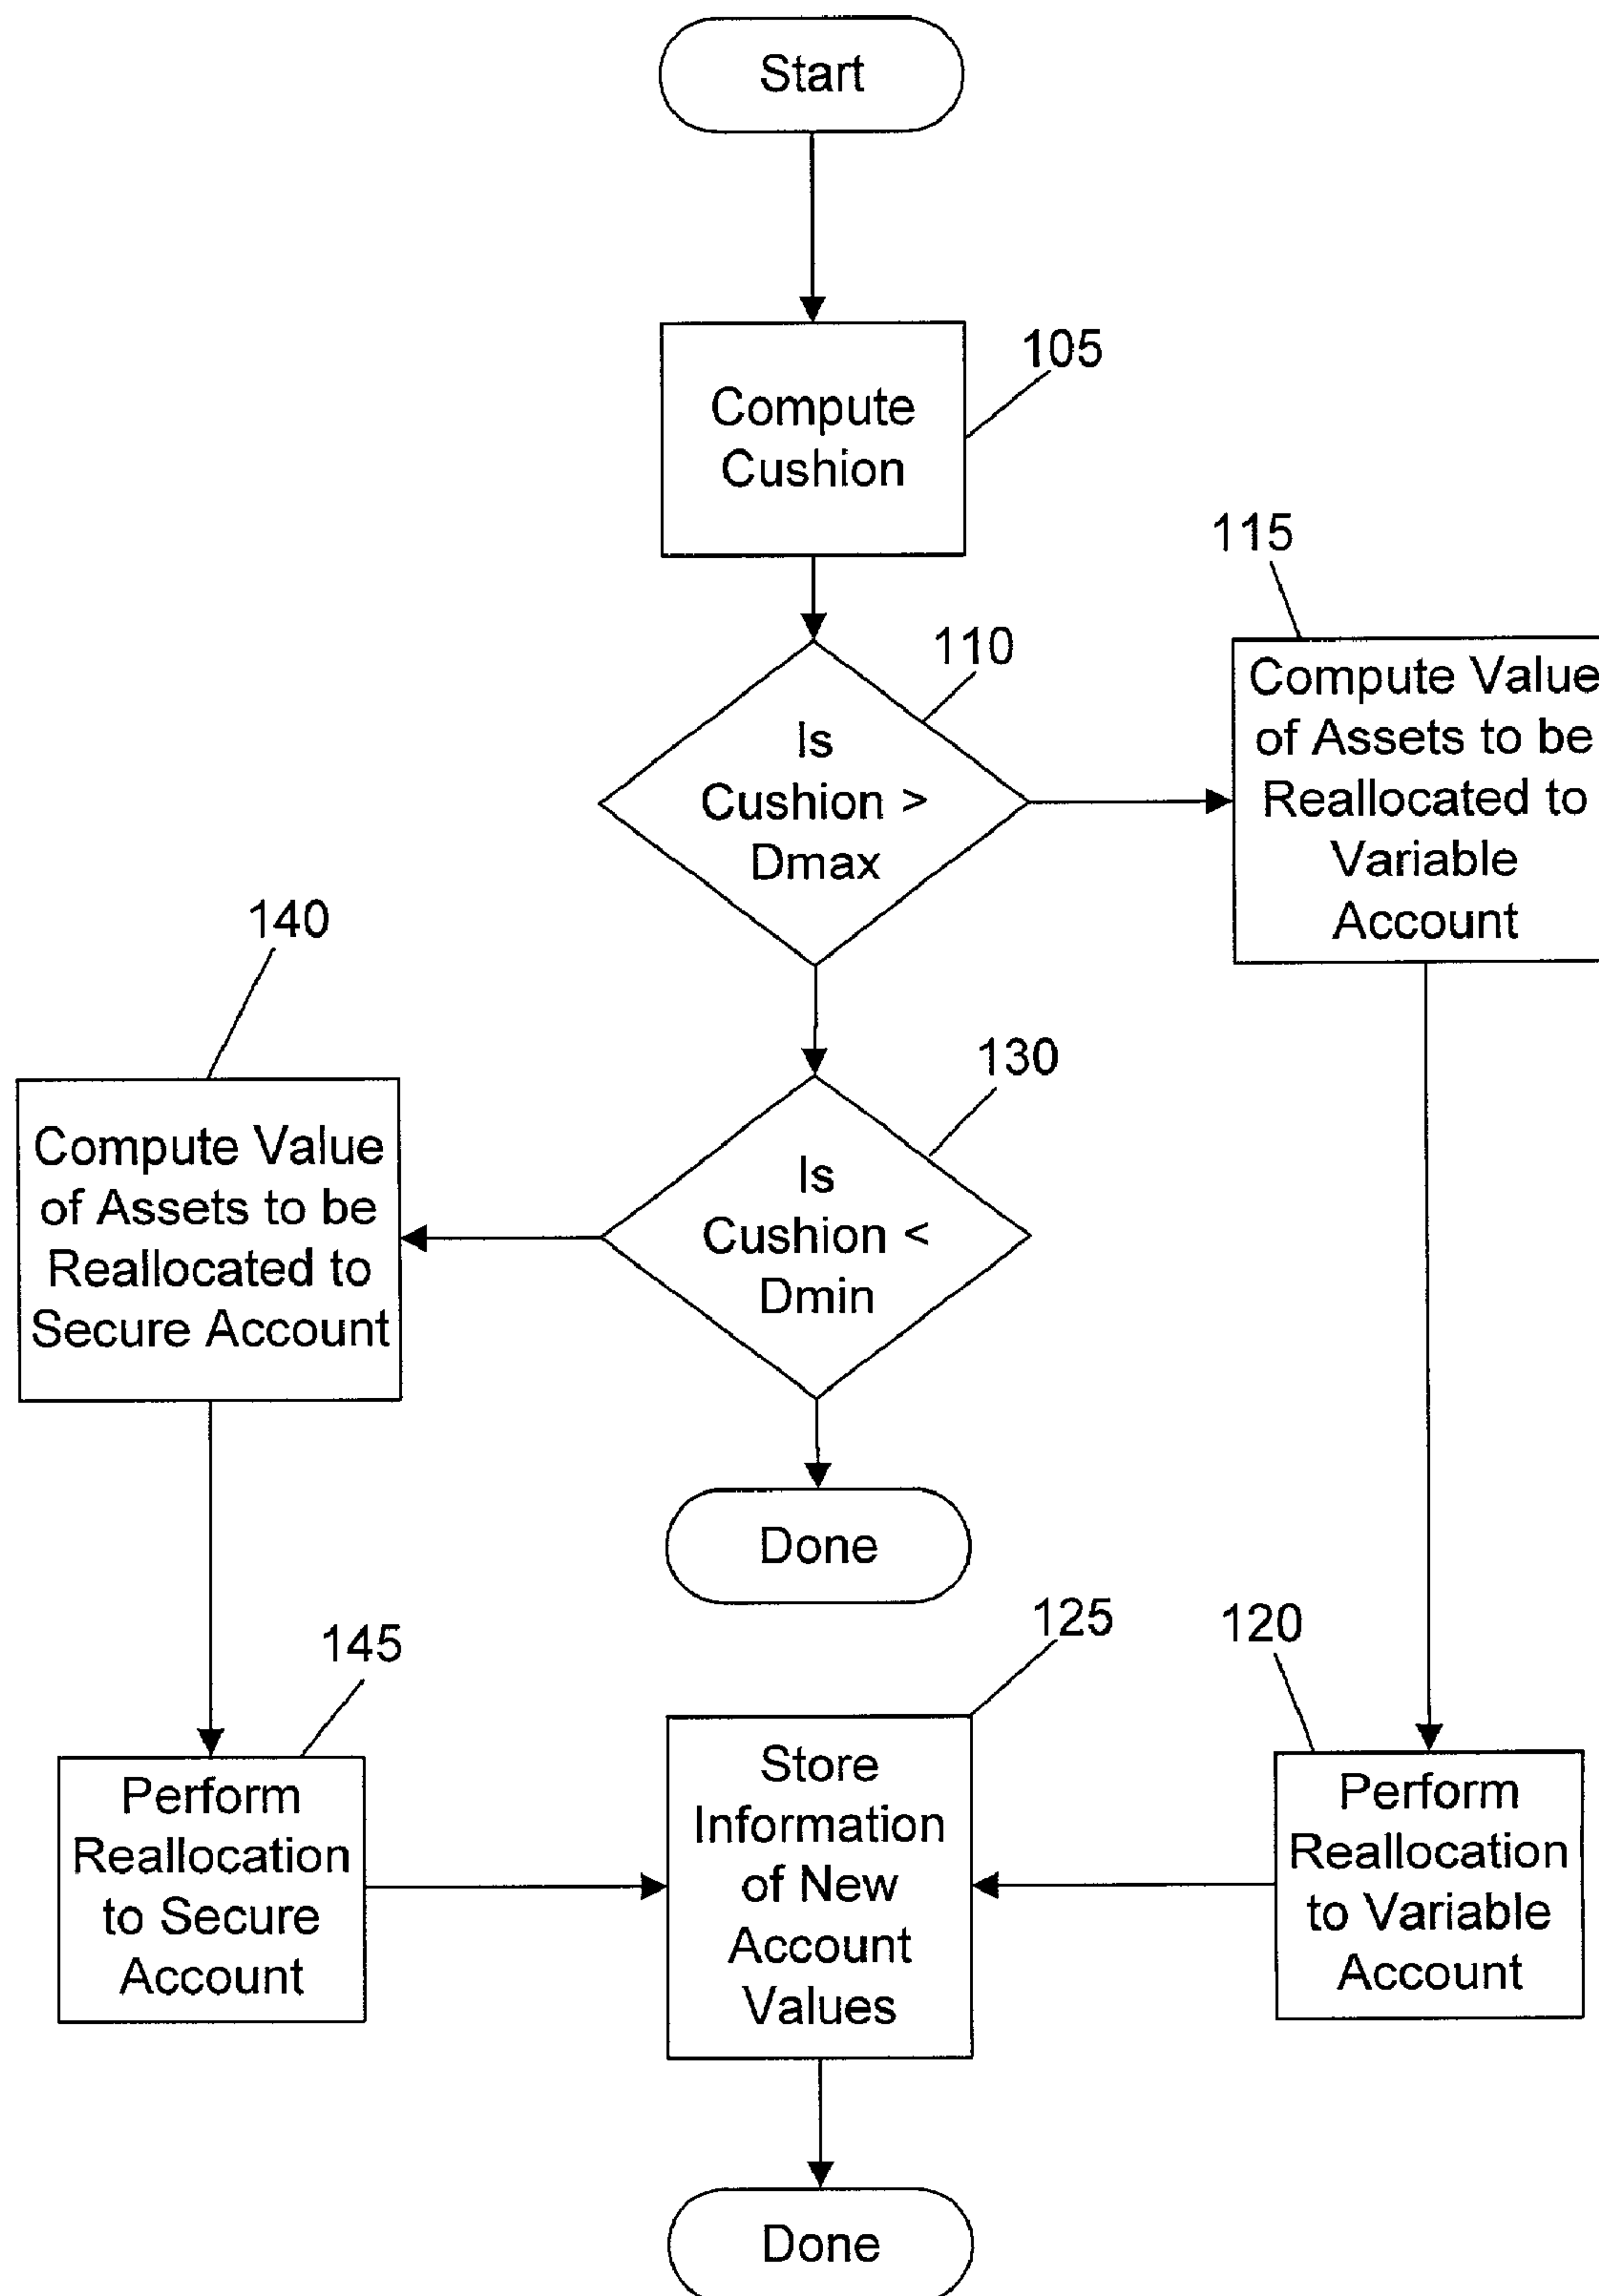 Start
105
Compute
Cushion
115
Compute Value
of Assets to be
Reallocated to
Variable
Account
110
Is
Cushion >
Dmax
140
Compute Value
of Assets to be
Reallocated to
Secure Account
130
Is
Cushion <
Dmin
Done
145
Perform
Reallocation
to Secure
Account
125
Store
Information
of New
Account
Values
120
Perform
Reallocation
to Variable
Account
Done